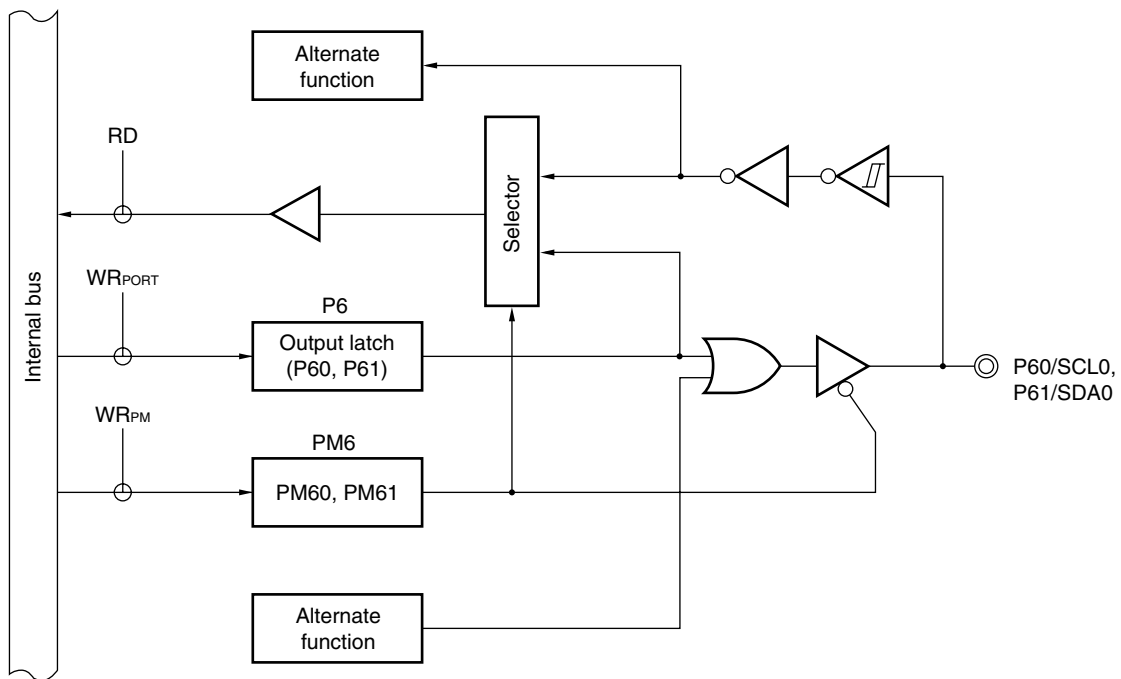 Alternate
function
RD
Selector
Internal bus
WRPORT
P6
Output latch
(P60, P61)
P60/SCL0,
P61/SDA0
WRPM
PM6
PM60, PM61
Alternate
function